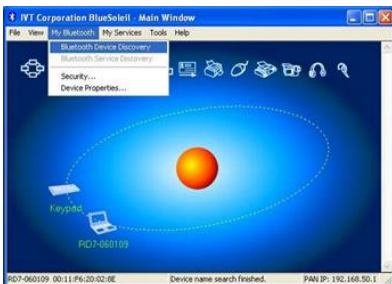 IVT Corporation BlueSoleil - Main Window
File View My Bluetooth My Services Tools Help
Bluetooth Device Discovery
Bluetooth Service Discovery
Security...
Device Properties...
Keypad
RD7-060109
RD7-060109 00:11:F6:20:02:8E Device name search finished. PAN IP: 192.168.50.1